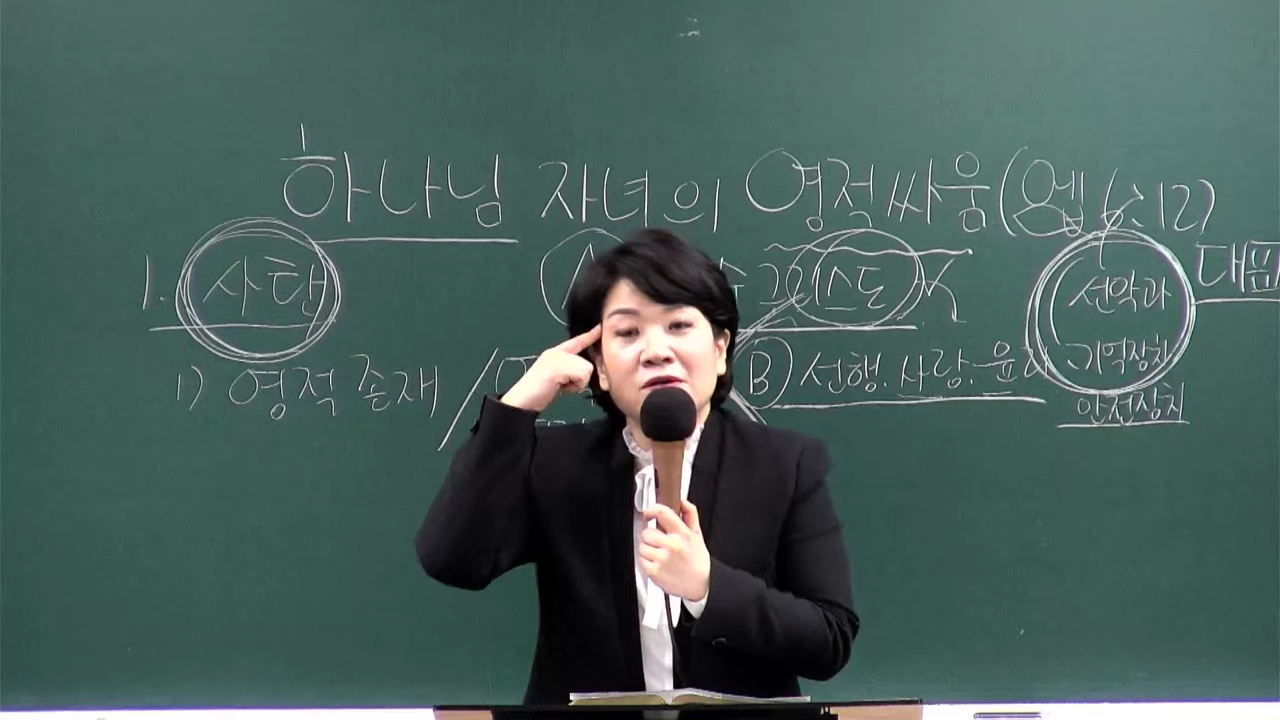 하나님 자녀의 영적싸움(엡 6:12)
1. 사탄 A 수 그리스도 선악과 대표
1) 영적 존재 B 선행. 사랑. 윤리 기억장치
안전장치